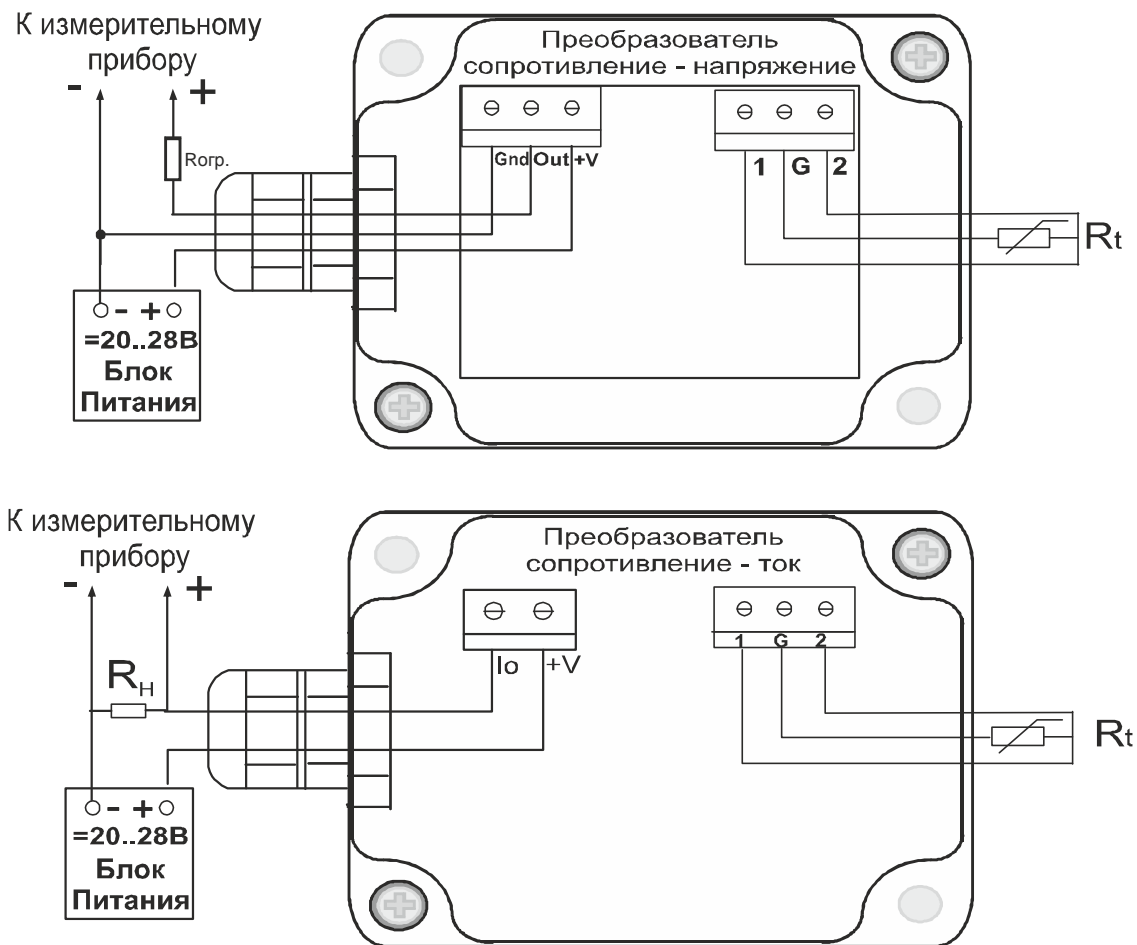 К измерительному
прибору
- +
Rогр.
Преобразователь
сопротивление - напряжение
Gnd Out +V
1 G 2
Rt
- +
=20..28В
Блок
Питания
К измерительному
прибору
- +
RН
Преобразователь
сопротивление - ток
Io +V
1 G 2
Rt
- +
=20..28В
Блок
Питания